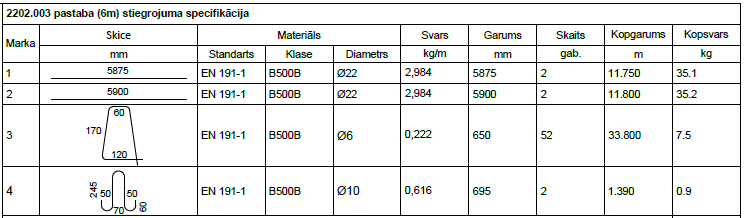 2202.003 pastaba (6m) stiegrojuma specifikācija
Marka Skice Materiāls Svars Garums Skaits Kopgarums Kopsvars
mm Standarts Klase Diametrs kg/m mm gab. m kg
1 5875 EN 191-1 B500B Ø22 2,984 5875 2 11.750 35.1
2 5900 EN 191-1 B500B Ø22 2,984 5900 2 11.800 35.2
3 60 170 120 EN 191-1 B500B Ø6 0,222 650 52 33.800 7.5
4 245 50 50 70 60 EN 191-1 B500B Ø10 0,616 695 2 1.390 0.9